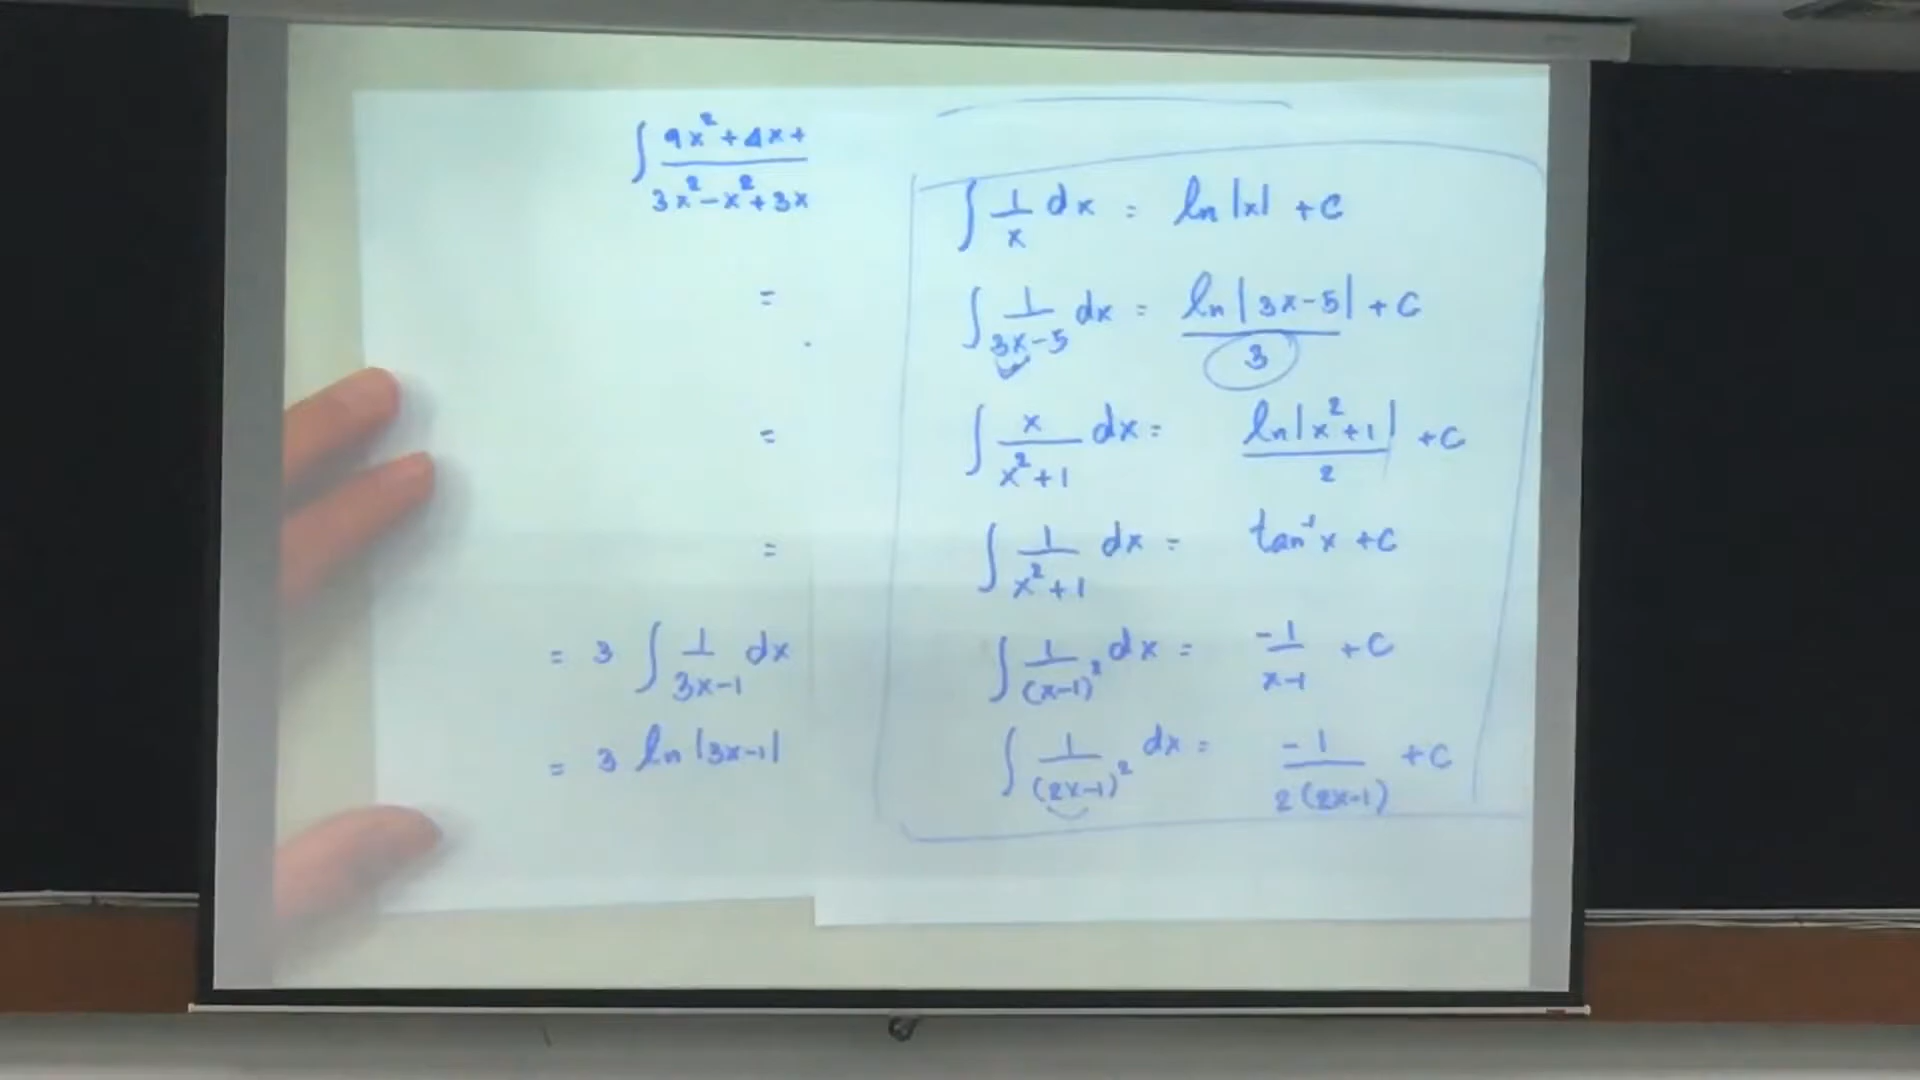 ∫ 9x² + 4x +
3x² - x² + 3x
=
=
=
= 3 ∫ 1/(3x-1) dx
= 3 ln |3x-1|
∫ 1/x dx = ln |x| + C
∫ 1/(3x-5) dx = ln |3x-5| / 3 + C
∫ x/(x²+1) dx = ln |x²+1| / 2 + C
∫ 1/(x²+1) dx = tan⁻¹x + C
∫ 1/(x-1)² dx = -1/(x-1) + C
∫ 1/(2x-1)² dx = -1/(2(2x-1)) + C